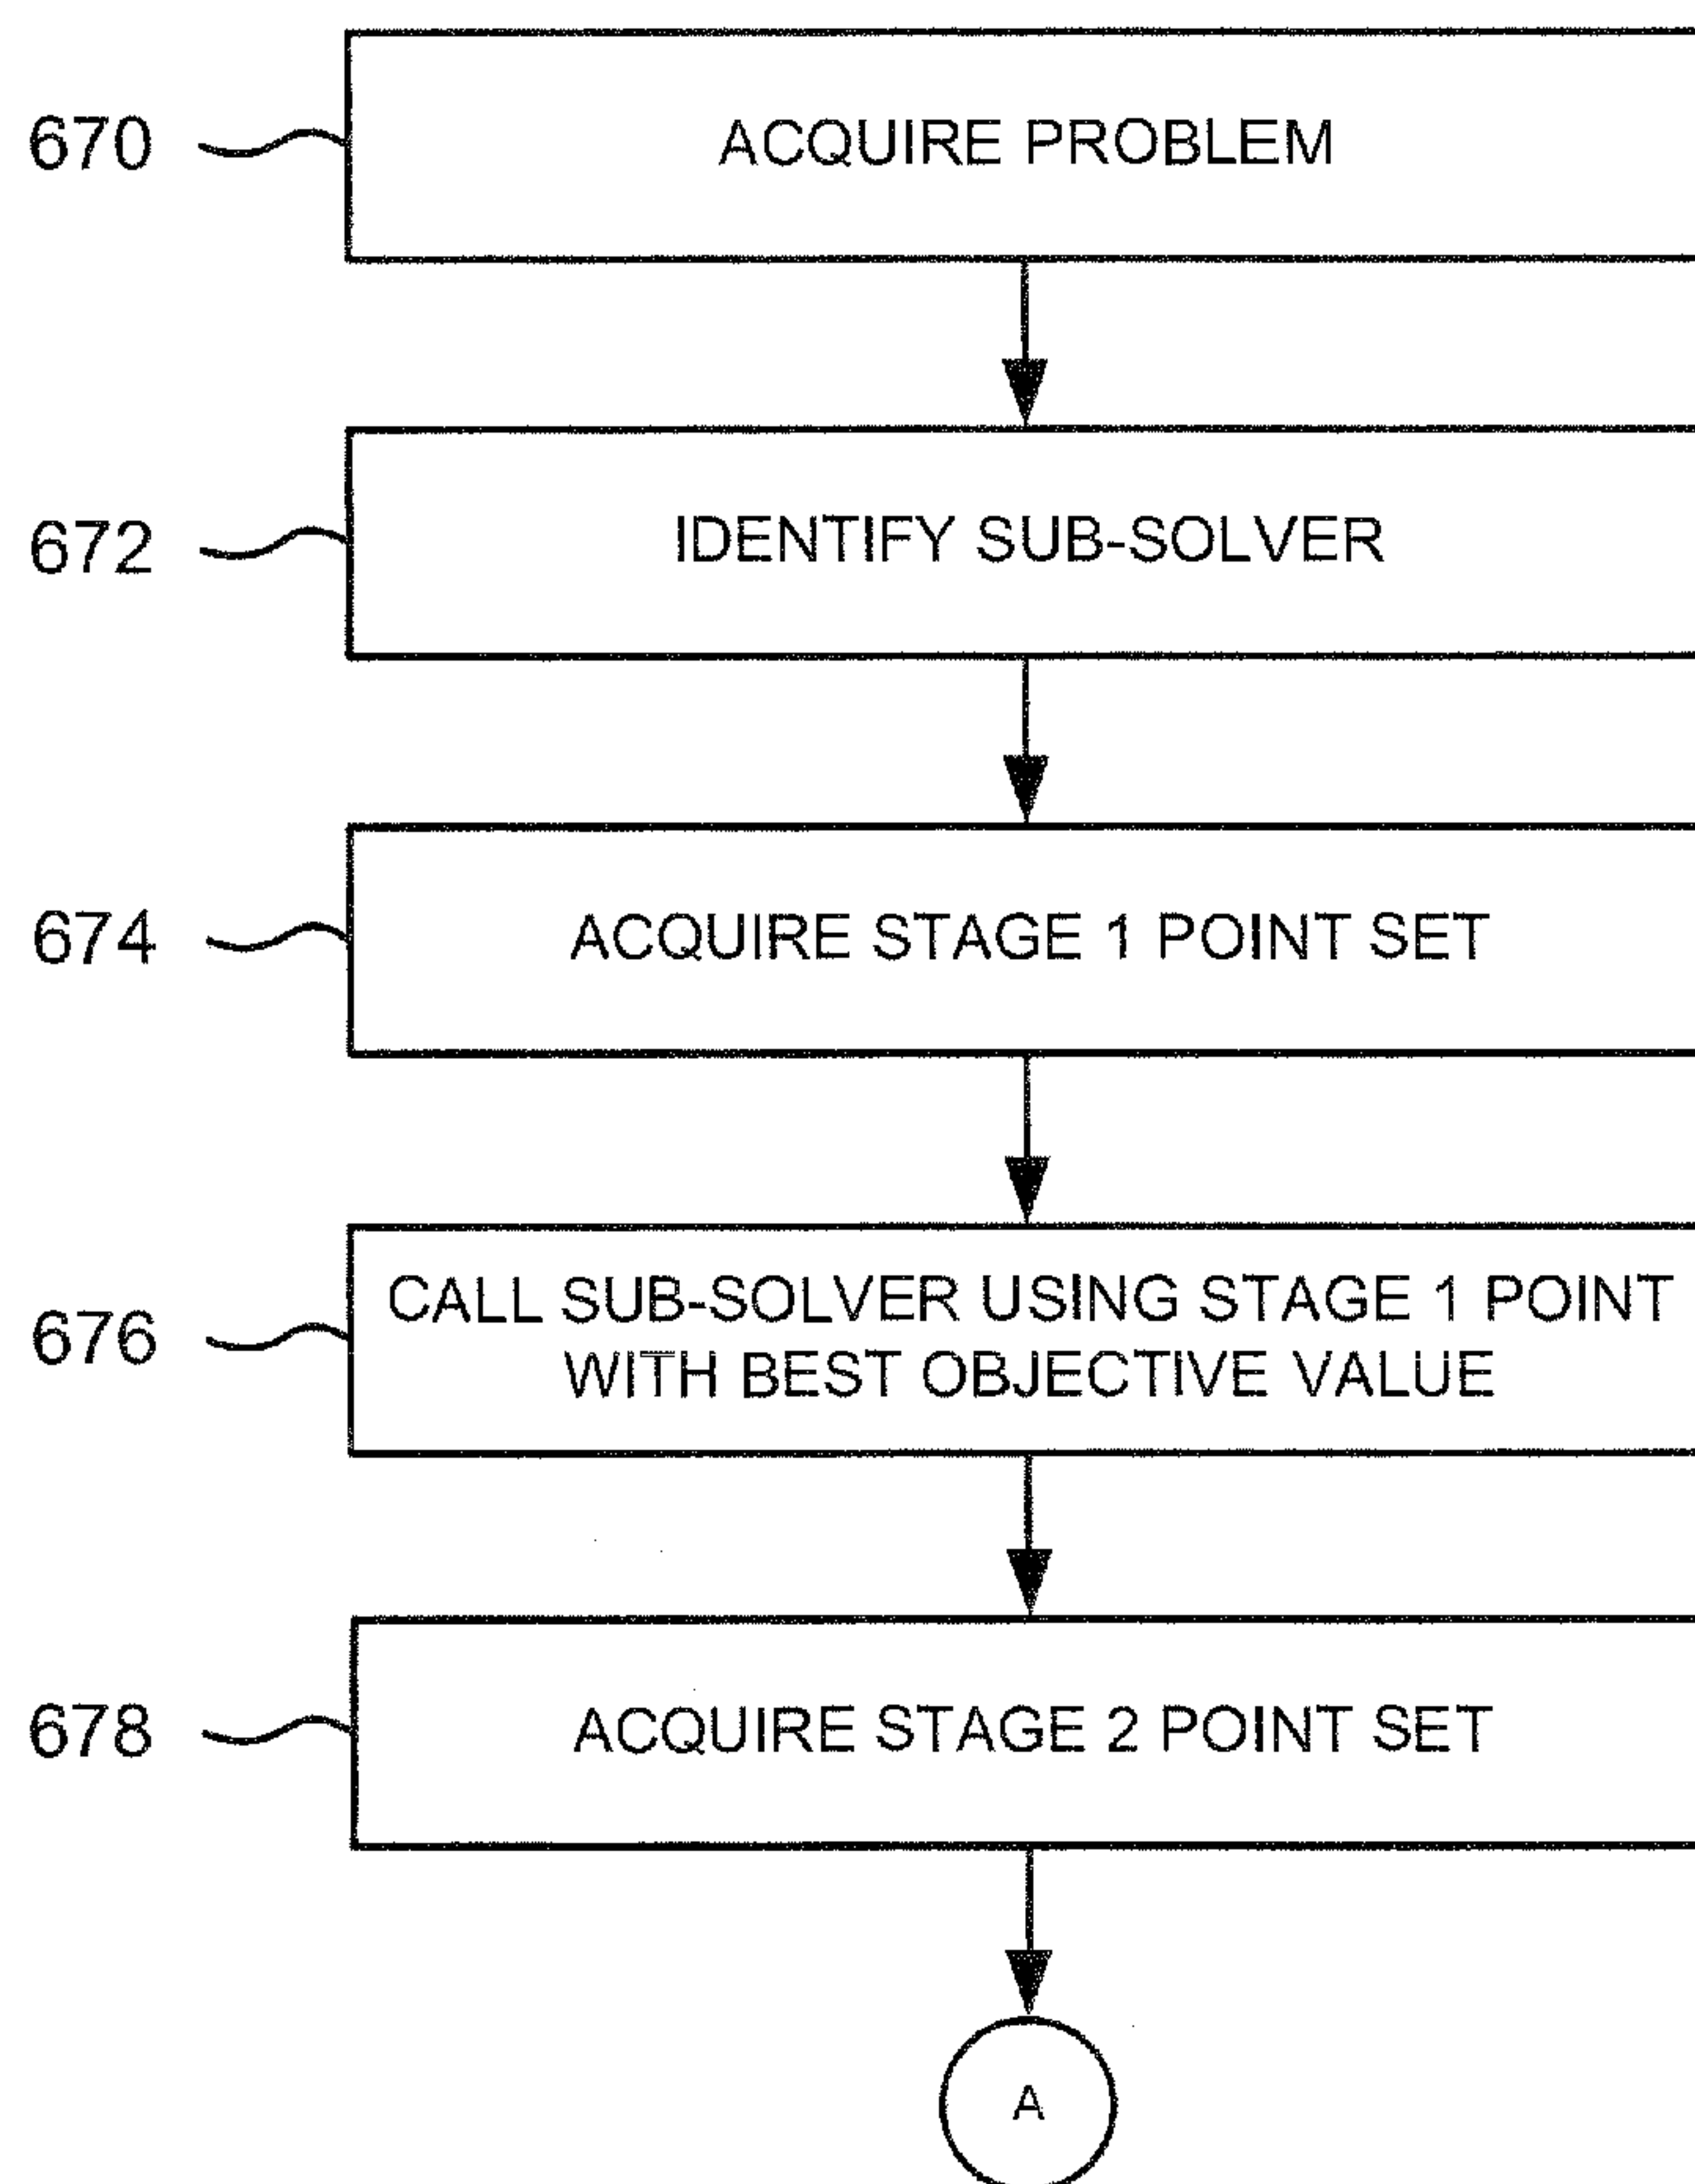 670
ACQUIRE PROBLEM
672
IDENTIFY SUB-SOLVER
674
ACQUIRE STAGE 1 POINT SET
676
CALL SUB-SOLVER USING STAGE 1 POINT
WITH BEST OBJECTIVE VALUE
678
ACQUIRE STAGE 2 POINT SET
A